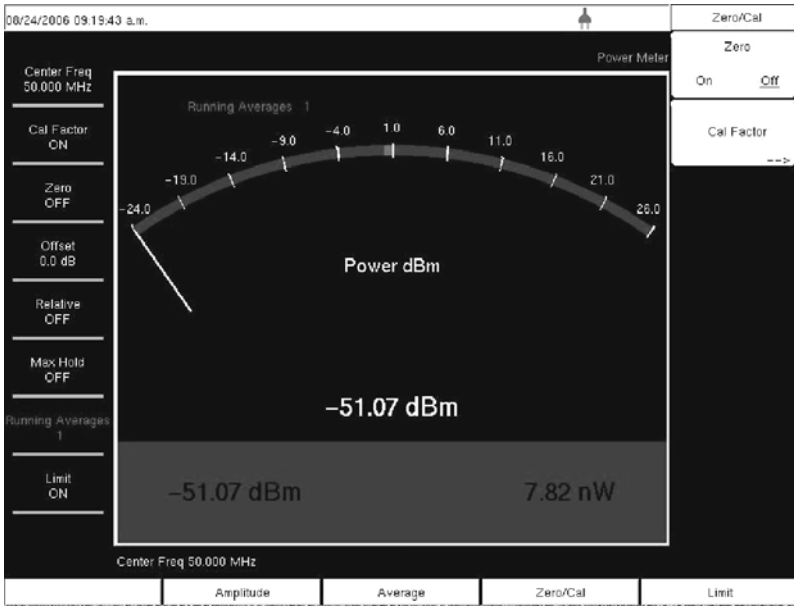 08/24/2006 09:19:43 a.m.
Zero/Cal
Power Meter
Zero
On Off
Cal Factor
-->
Center Freq
50.000 MHz
Cal Factor
ON
Zero
OFF
Offset
0.0 dB
Relative
OFF
Max Hold
OFF
Running Averages
1
Limit
ON
Running Averages 1
-24.0
-19.0
-14.0
-9.0
-4.0
1.0
6.0
11.0
16.0
21.0
26.0
Power dBm
-51.07 dBm
-51.07 dBm 7.82 nW
Center Freq 50.000 MHz
Amplitude Average Zero/Cal Limit